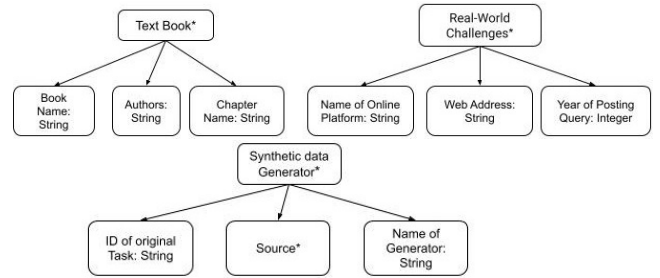 Text Book*
Real-World
Challenges*
Book
Name:
String
Authors:
String
Chapter
Name: String
Name of Online
Platform: String
Web Address:
String
Year of Posting
Query: Integer
Synthetic data
Generator*
ID of original
Task: String
Source*
Name of
Generator:
String